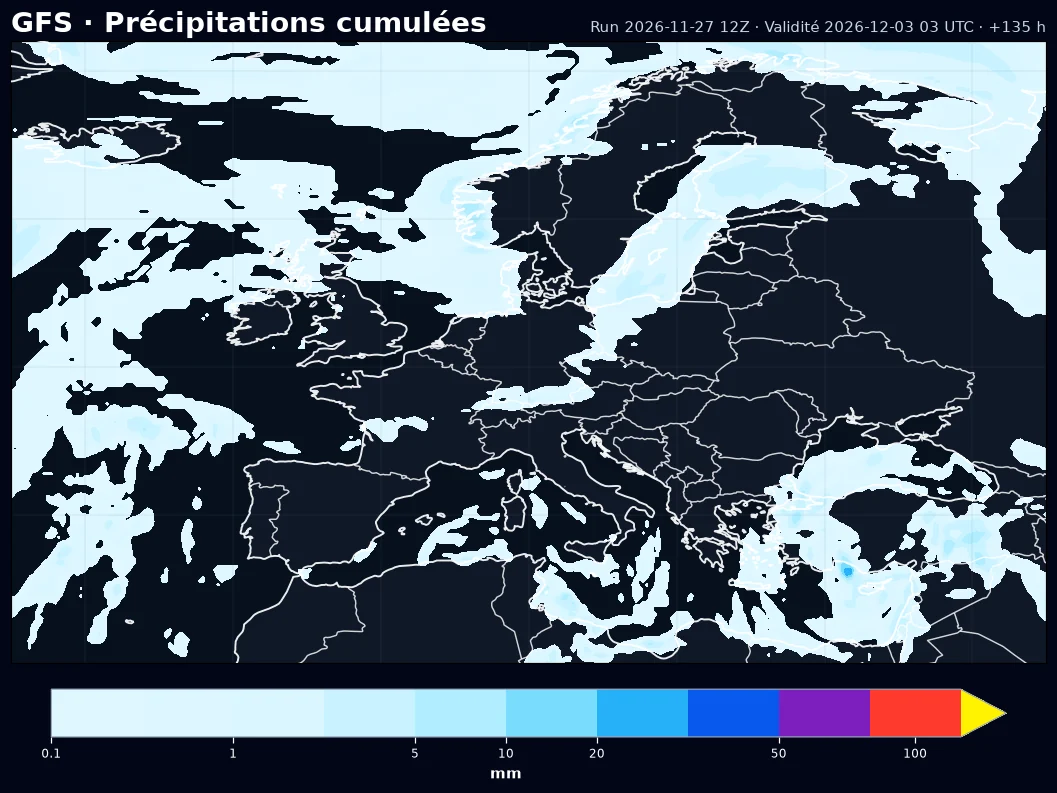 GFS · Précipitations cumulées
Run 2026-11-27 12Z · Validité 2026-12-03 03 UTC · +135 h
0.1 1 5 10 20 50 100
mm